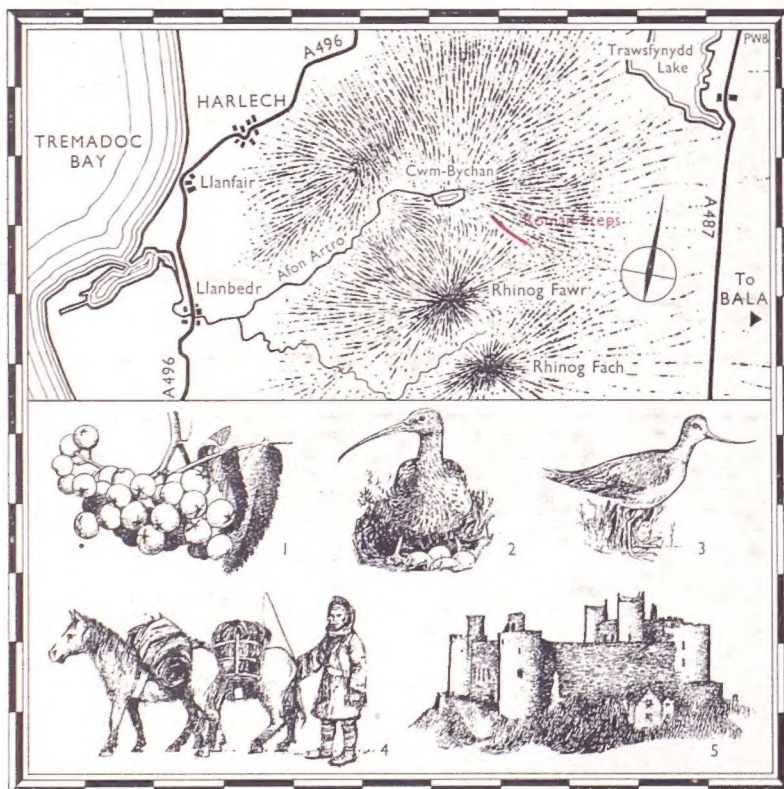 A496
PWB
Trawsfynydd
Lake
HARLECH
TREMADOC
BAY
Llanfair
Cwm-Bychan
Roman Steps
A487
Afon Artro
To
BALA
Llanbedr
Rhinog Fawr
Rhinog Fach
A496
1
2
3
4
5